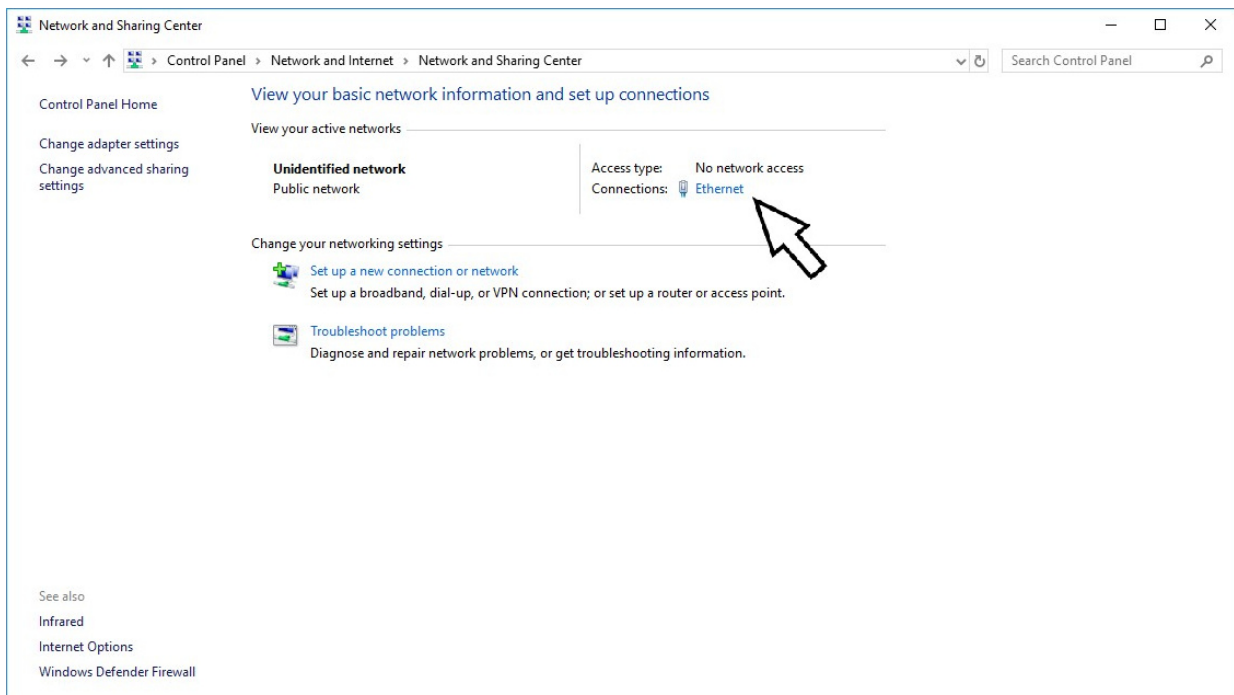 Network and Sharing Center
Control Panel > Network and Internet > Network and Sharing Center
Search Control Panel
Control Panel Home
Change adapter settings
Change advanced sharing
settings
View your basic network information and set up connections
View your active networks
Unidentified network
Public network
Access type: No network access
Connections: Ethernet
Change your networking settings
Set up a new connection or network
Set up a broadband, dial-up, or VPN connection; or set up a router or access point.
Troubleshoot problems
Diagnose and repair network problems, or get troubleshooting information.
See also
Infrared
Internet Options
Windows Defender Firewall